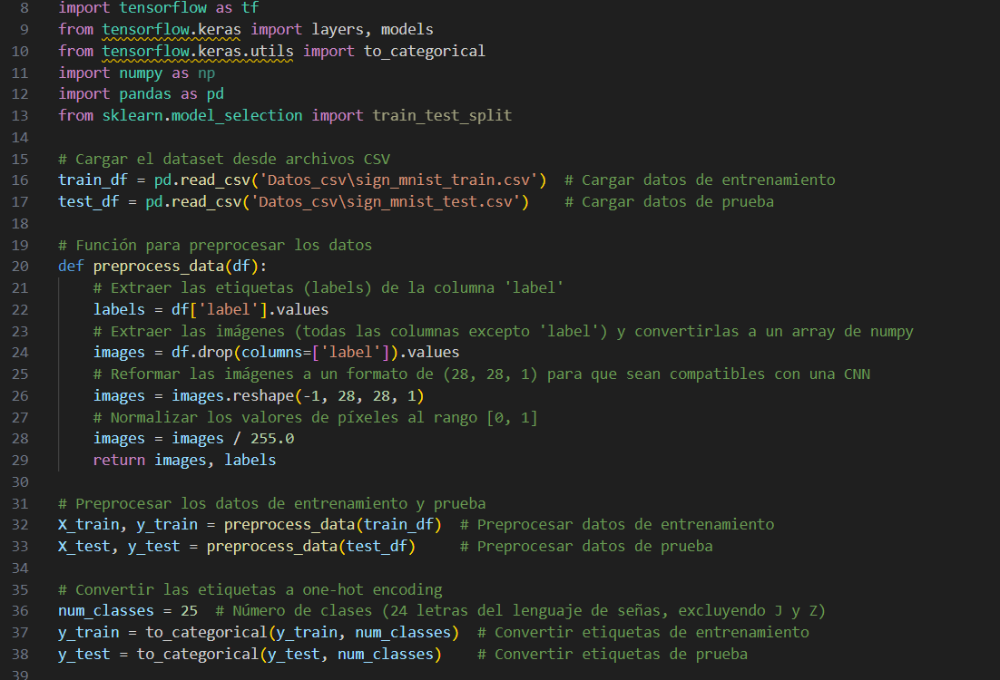 8 import tensorflow as tf
9 from tensorflow.keras import layers, models
10 from tensorflow.keras.utils import to_categorical
11 import numpy as np
12 import pandas as pd
13 from sklearn.model_selection import train_test_split
14
15 # Cargar el dataset desde archivos CSV
16 train_df = pd.read_csv('Datos_csv\sign_mnist_train.csv')  # Cargar datos de entrenamiento
17 test_df = pd.read_csv('Datos_csv\sign_mnist_test.csv')    # Cargar datos de prueba
18
19 # Función para preprocesar los datos
20 def preprocess_data(df):
21     # Extraer las etiquetas (labels) de la columna 'label'
22     labels = df['label'].values
23     # Extraer las imágenes (todas las columnas excepto 'label') y convertirlas a un array de numpy
24     images = df.drop(columns=['label']).values
25     # Reformar las imágenes a un formato de (28, 28, 1) para que sean compatibles con una CNN
26     images = images.reshape(-1, 28, 28, 1)
27     # Normalizar los valores de píxeles al rango [0, 1]
28     images = images / 255.0
29     return images, labels
30
31 # Preprocesar los datos de entrenamiento y prueba
32 X_train, y_train = preprocess_data(train_df)  # Preprocesar datos de entrenamiento
33 X_test, y_test = preprocess_data(test_df)     # Preprocesar datos de prueba
34
35 # Convertir las etiquetas a one-hot encoding
36 num_classes = 25  # Número de clases (24 letras del lenguaje de señas, excluyendo J y Z)
37 y_train = to_categorical(y_train, num_classes)  # Convertir etiquetas de entrenamiento
38 y_test = to_categorical(y_test, num_classes)    # Convertir etiquetas de prueba
39